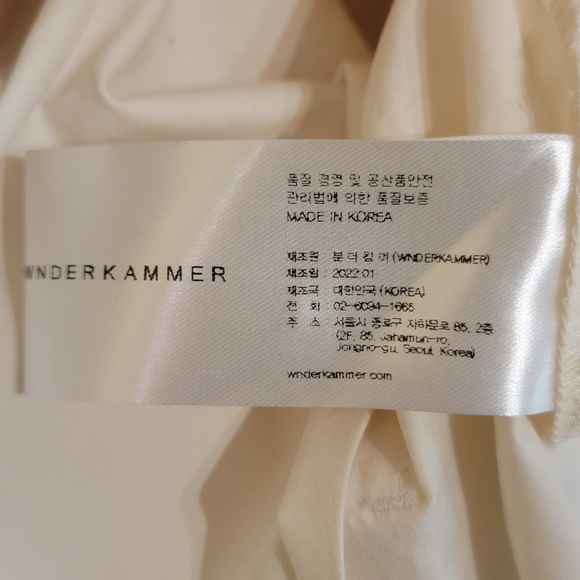 WNDERKAMMER
품질 경영 및 공산품안전
관리법에 의한 품질보증
MADE IN KOREA
제조원 : 분더캄머 (WNDERKAMMER)
제조월 : 2022.01
제조국 : 대한민국 (KOREA)
전 화 : 02-6034-1665
주 소 : 서울시 종로구 자하문로 85, 2층
(2F, 85, Jahamun-ro,
Jongno-gu, Seoul, Korea)
wnderkammer.com